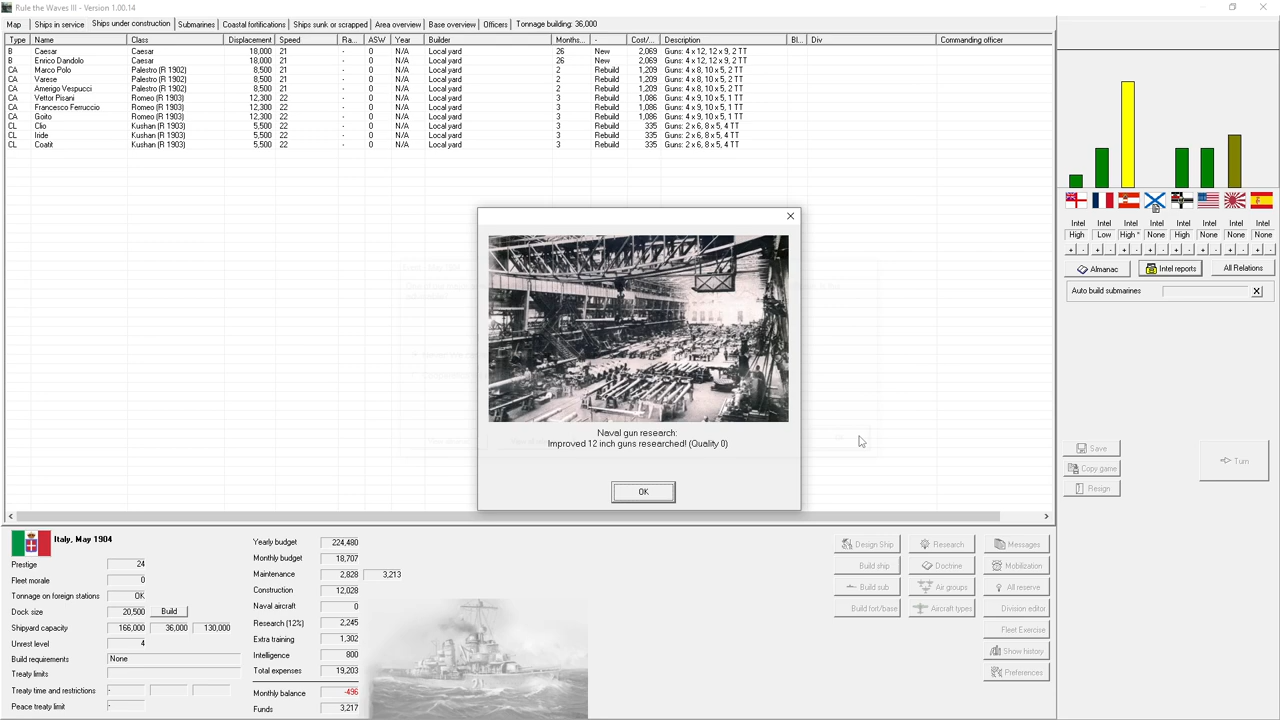 Rule the Waves III - Version 1.00.14
Map Ships in service Ships under construction Submarines Coastal fortifications Ships sunk or scrapped Area overview Base overview Officers Tonnage building: 36,000
Type Name Class Displacement Speed Ra... ASW Year Builder Months... - Cost/... Description Bl... Div Commanding officer
B Caesar Caesar 18,000 21 - 0 N/A Local yard 26 New 2,069 Guns: 4 x 12, 12 x 9, 2 TT
B Enrico Dandolo Caesar 18,000 21 - 0 N/A Local yard 26 New 2,069 Guns: 4 x 12, 12 x 9, 2 TT
CA Marco Polo Palestro (R 1902) 8,500 21 - 0 N/A Local yard 2 Rebuild 1,209 Guns: 4 x 8, 10 x 5, 2 TT
CA Varese Palestro (R 1902) 8,500 21 - 0 N/A Local yard 2 Rebuild 1,209 Guns: 4 x 8, 10 x 5, 2 TT
CA Amerigo Vespucci Palestro (R 1902) 8,500 21 - 0 N/A Local yard 2 Rebuild 1,209 Guns: 4 x 8, 10 x 5, 2 TT
CA Vettor Pisani Romeo (R 1903) 12,300 22 - 0 N/A Local yard 3 Rebuild 1,086 Guns: 4 x 9, 10 x 5, 1 TT
CA Francesco Ferruccio Romeo (R 1903) 12,300 22 - 0 N/A Local yard 3 Rebuild 1,086 Guns: 4 x 9, 10 x 5, 1 TT
CA Goito Romeo (R 1903) 12,300 22 - 0 N/A Local yard 3 Rebuild 1,086 Guns: 4 x 9, 10 x 5, 1 TT
CL Clio Kushan (R 1903) 5,500 22 - 0 N/A Local yard 3 Rebuild 335 Guns: 2 x 6, 8 x 5, 4 TT
CL Iride Kushan (R 1903) 5,500 22 - 0 N/A Local yard 3 Rebuild 335 Guns: 2 x 6, 8 x 5, 4 TT
CL Coatit Kushan (R 1903) 5,500 22 - 0 N/A Local yard 3 Rebuild 335 Guns: 2 x 6, 8 x 5, 4 TT
Naval gun research:
Improved 12 inch guns researched! (Quality 0)
OK
Intel Intel Intel Intel Intel Intel Intel Intel
High Low High * None High None None None
+ - + - + - + - + - + - + - + -
Almanac Intel reports All Relations
Auto build submarines X
Save
Copy game
Resign
Turn
Italy, May 1904
Prestige 24
Fleet morale 0
Tonnage on foreign stations OK
Dock size 20,500 Build
Shipyard capacity 166,000 36,000 130,000
Unrest level 4
Build requirements None
Treaty limits
Treaty time and restrictions -
Peace treaty limit -
Yearly budget 224,480
Monthly budget 18,707
Maintenance 2,828 3,213
Construction 12,028
Naval aircraft 0
Research (12%) 2,245
Extra training 1,302
Intelligence 800
Total expenses 19,203
Monthly balance -496
Funds 3,217
Design Ship Research Messages
Build ship Doctrine Mobilization
Build sub Air groups All reserve
Build fort/base Aircraft types Division editor
Fleet Exercise
Show history
Preferences